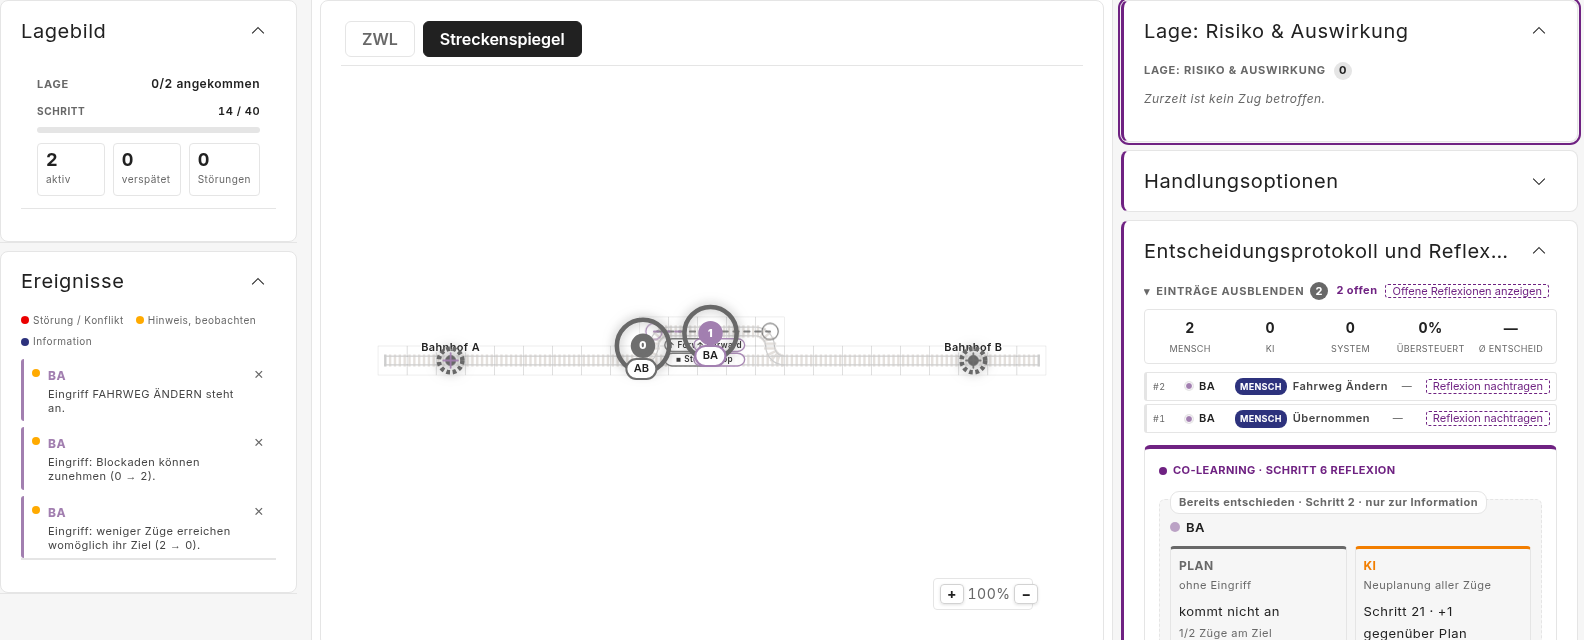 Lagebild
LAGE 0/2 angekommen
SCHRITT 14 / 40
2 0 0
aktiv verspätet Störungen
Ereignisse
Störung / Konflikt Hinweis, beobachten
Information
BA ×
Eingriff FAHRWEG ÄNDERN steht
an.
BA ×
Eingriff: Blockaden können
zunehmen (0 → 2).
BA ×
Eingriff: weniger Züge erreichen
womöglich ihr Ziel (2 → 0).
ZWL Streckenspiegel
Bahnhof A
0
AB
1
BA
Bahnhof B
+ 100% −
Lage: Risiko & Auswirkung
LAGE: RISIKO & AUSWIRKUNG 0
Zurzeit ist kein Zug betroffen.
Handlungsoptionen
Entscheidungsprotokoll und Reflex...
▾ EINTRÄGE AUSBLENDEN 2 2 offen Offene Reflexionen anzeigen
2 0 0 0% —
MENSCH KI SYSTEM ÜBERSTEUERT Ø ENTSCHEID
#2 BA MENSCH Fahrweg Ändern — Reflexion nachtragen
#1 BA MENSCH Übernommen — Reflexion nachtragen
CO-LEARNING · SCHRITT 6 REFLEXION
Bereits entschieden · Schritt 2 · nur zur Information
BA
PLAN
ohne Eingriff
kommt nicht an
1/2 Züge am Ziel
KI
Neuplanung aller Züge
Schritt 21 · +1
gegenüber Plan